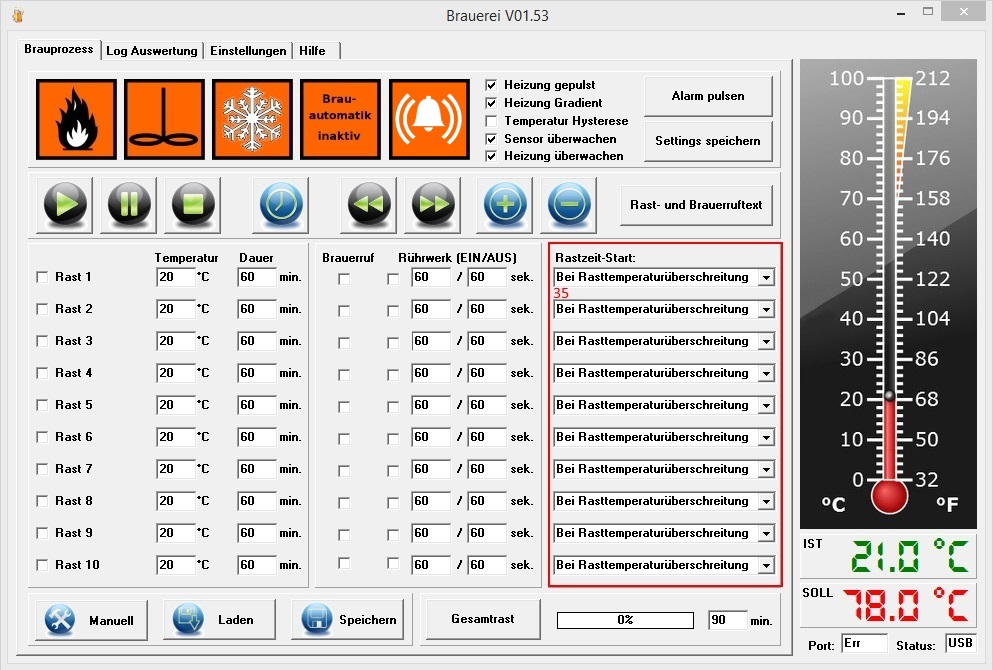 Brauerei V01.53
Brauprozess Log Auswertung Einstellungen Hilfe
Brau-
automatik
inaktiv
Heizung gepulst
Heizung Gradient
Temperatur Hysterese
Sensor überwachen
Heizung überwachen
Alarm pulsen
Settings speichern
Rast- und Brauerruftext
Temperatur Dauer Brauerruf Rührwerk (EIN/AUS) Rastzeit-Start:
Rast 1 20 °C 60 min. 60 / 60 sek. Bei Rasttemperaturüberschreitung
35
Rast 2 20 °C 60 min. 60 / 60 sek. Bei Rasttemperaturüberschreitung
Rast 3 20 °C 60 min. 60 / 60 sek. Bei Rasttemperaturüberschreitung
Rast 4 20 °C 60 min. 60 / 60 sek. Bei Rasttemperaturüberschreitung
Rast 5 20 °C 60 min. 60 / 60 sek. Bei Rasttemperaturüberschreitung
Rast 6 20 °C 60 min. 60 / 60 sek. Bei Rasttemperaturüberschreitung
Rast 7 20 °C 60 min. 60 / 60 sek. Bei Rasttemperaturüberschreitung
Rast 8 20 °C 60 min. 60 / 60 sek. Bei Rasttemperaturüberschreitung
Rast 9 20 °C 60 min. 60 / 60 sek. Bei Rasttemperaturüberschreitung
Rast 10 20 °C 60 min. 60 / 60 sek. Bei Rasttemperaturüberschreitung
Manuell Laden Speichern Gesamtrast 0% 90 min.
100 212
90 194
80 176
70 158
60 140
50 122
40 104
30 86
20 68
10 50
0 32
°C °F
IST 21.0 °C
SOLL 78.0 °C
Port: Err Status: USB